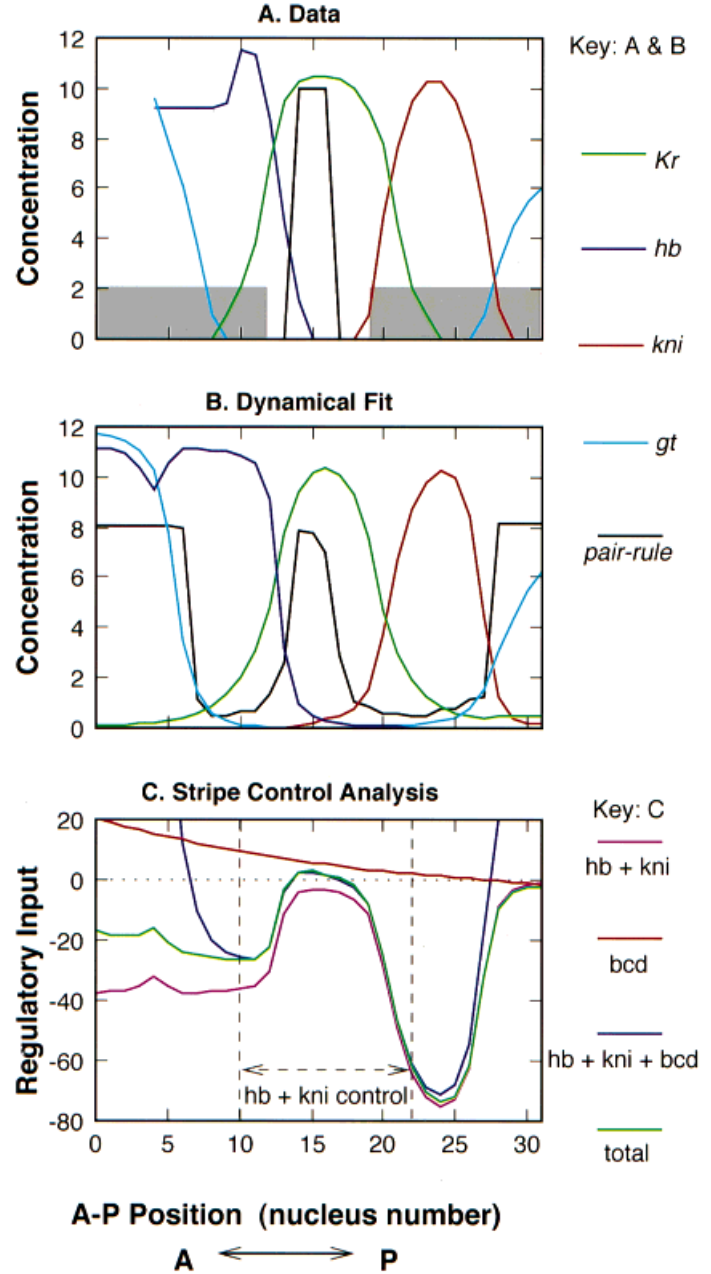 A. Data
12
10
8
6
4
2
0
Concentration
Key: A & B
Kr
hb
kni
gt
pair-rule
B. Dynamical Fit
12
10
8
6
4
2
0
Concentration
C. Stripe Control Analysis
20
0
-20
-40
-60
-80
Regulatory Input
hb + kni control
0 5 10 15 20 25 30
Key: C
hb + kni
bcd
hb + kni + bcd
total
A-P Position (nucleus number)
A P